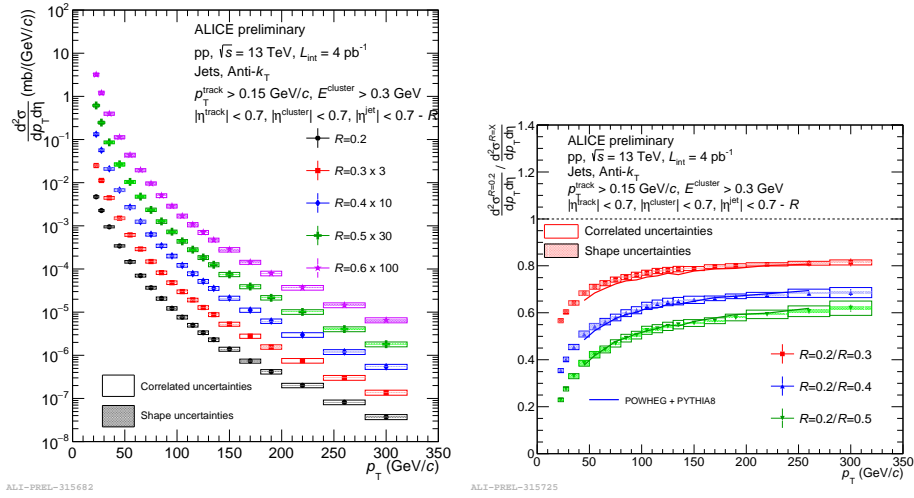 ALICE preliminary
pp, √s = 13 TeV, L_int = 4 pb⁻¹
Jets, Anti-k_T
p_T^track > 0.15 GeV/c, E^cluster > 0.3 GeV
|η^track| < 0.7, |η^cluster| < 0.7, |η^jet| < 0.7 - R
R=0.2
R=0.3 x 3
R=0.4 x 10
R=0.5 x 30
R=0.6 x 100
Correlated uncertainties
Shape uncertainties
d²σ/dp_Tdη (mb/(GeV/c))
10²
10
1
10⁻¹
10⁻²
10⁻³
10⁻⁴
10⁻⁵
10⁻⁶
10⁻⁷
10⁻⁸
0 50 100 150 200 250 300 350
p_T (GeV/c)
ALI-PREL-315682
ALICE preliminary
pp, √s = 13 TeV, L_int = 4 pb⁻¹
Jets, Anti-k_T
p_T^track > 0.15 GeV/c, E^cluster > 0.3 GeV
|η^track| < 0.7, |η^cluster| < 0.7, |η^jet| < 0.7 - R
Correlated uncertainties
Shape uncertainties
R=0.2/R=0.3
R=0.2/R=0.4
R=0.2/R=0.5
POWHEG + PYTHIA8
d²σ^R=0.2/dp_Tdη / d²σ^R=X/dp_Tdη
1.4
1.2
1
0.8
0.6
0.4
0.2
0
0 50 100 150 200 250 300 350
p_T (GeV/c)
ALI-PREL-315725